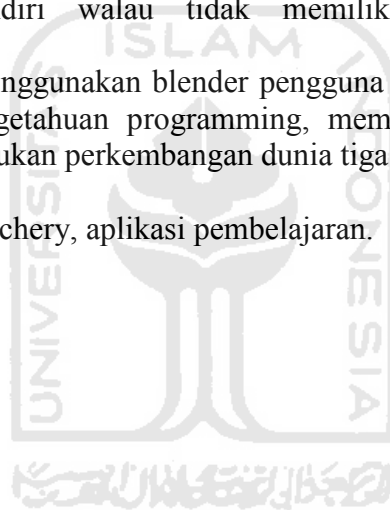 diri walau tidak memilik
ISLAM
nggunakan blender pengguna
getahuan programming, mem
ukan perkembangan dunia tiga
chery, aplikasi pembelajaran.
UNIVERSITAS
INDONESIA